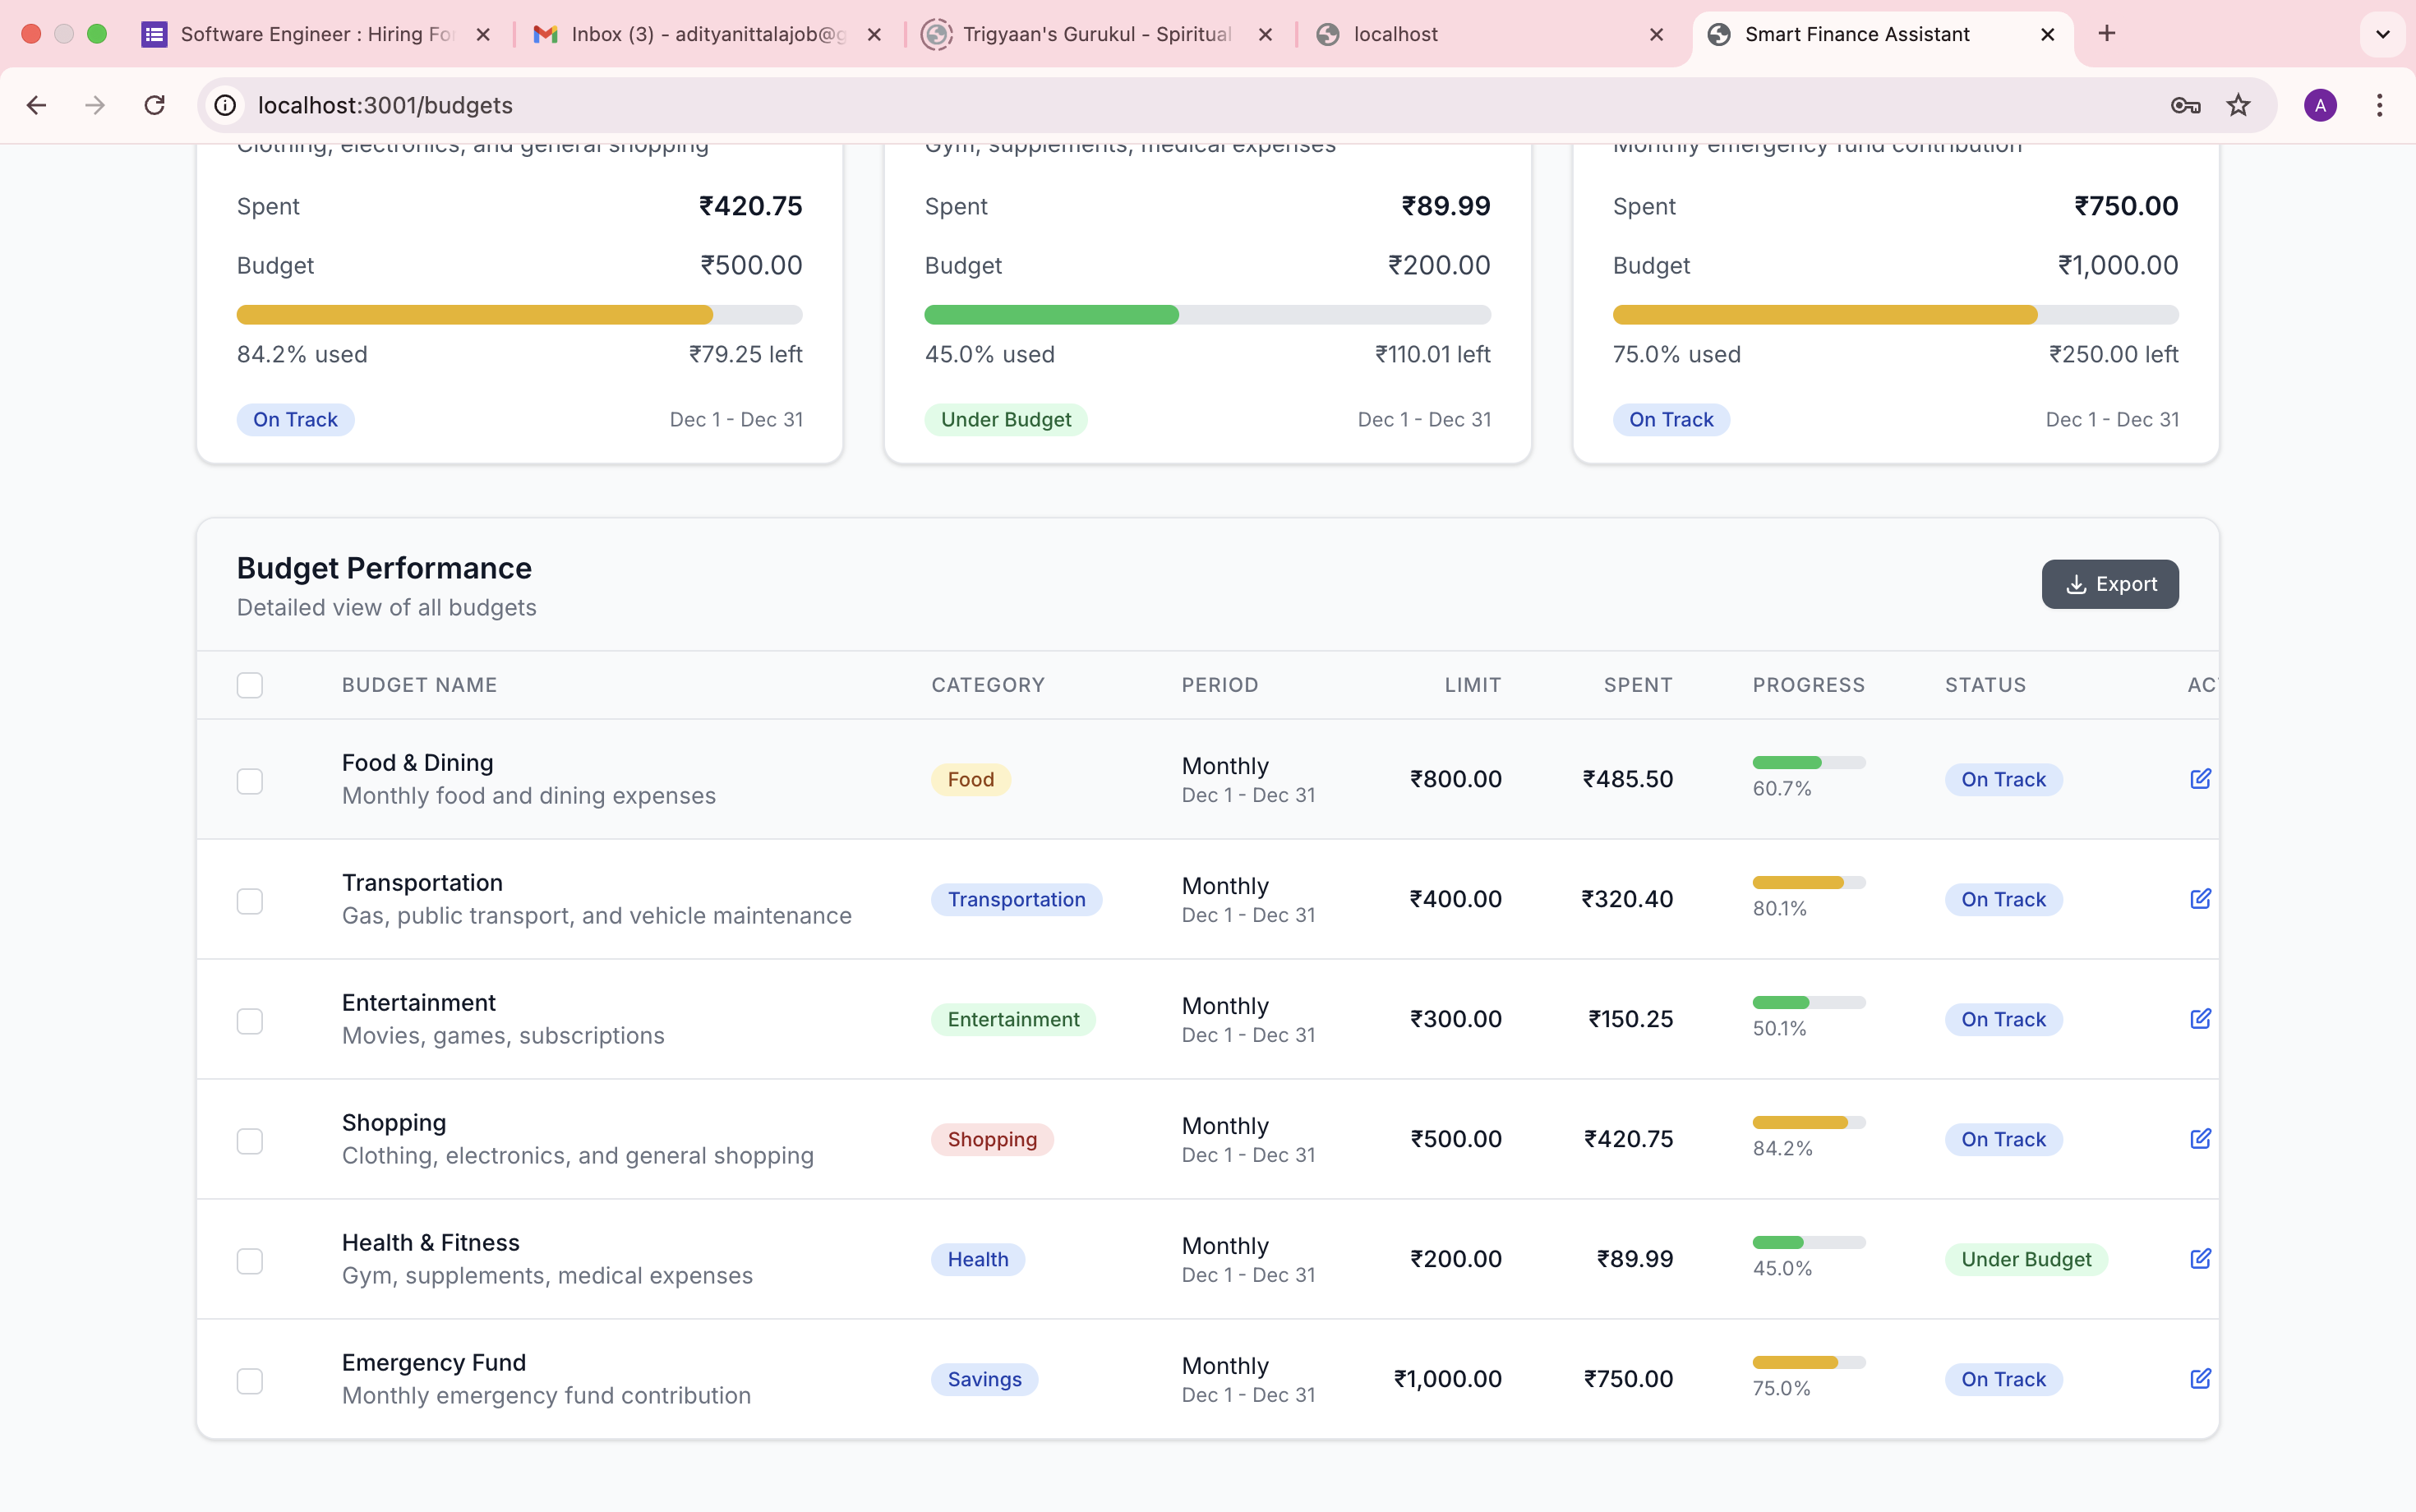 Software Engineer : Hiring For
Inbox (3) - adityanittalajob@g
Trigyaan's Gurukul - Spiritual
localhost
Smart Finance Assistant
localhost:3001/budgets
A
Clothing, electronics, and general shopping
Gym, supplements, medical expenses
Monthly emergency fund contribution
Spent ₹420.75
Spent ₹89.99
Spent ₹750.00
Budget ₹500.00
Budget ₹200.00
Budget ₹1,000.00
84.2% used ₹79.25 left
45.0% used ₹110.01 left
75.0% used ₹250.00 left
On Track Dec 1 - Dec 31
Under Budget Dec 1 - Dec 31
On Track Dec 1 - Dec 31
Budget Performance
Detailed view of all budgets
Export
BUDGET NAME CATEGORY PERIOD LIMIT SPENT PROGRESS STATUS
Food & Dining
Monthly food and dining expenses
Food
Monthly
Dec 1 - Dec 31
₹800.00 ₹485.50
60.7%
On Track
Transportation
Gas, public transport, and vehicle maintenance
Transportation
Monthly
Dec 1 - Dec 31
₹400.00 ₹320.40
80.1%
On Track
Entertainment
Movies, games, subscriptions
Entertainment
Monthly
Dec 1 - Dec 31
₹300.00 ₹150.25
50.1%
On Track
Shopping
Clothing, electronics, and general shopping
Shopping
Monthly
Dec 1 - Dec 31
₹500.00 ₹420.75
84.2%
On Track
Health & Fitness
Gym, supplements, medical expenses
Health
Monthly
Dec 1 - Dec 31
₹200.00 ₹89.99
45.0%
Under Budget
Emergency Fund
Monthly emergency fund contribution
Savings
Monthly
Dec 1 - Dec 31
₹1,000.00 ₹750.00
75.0%
On Track